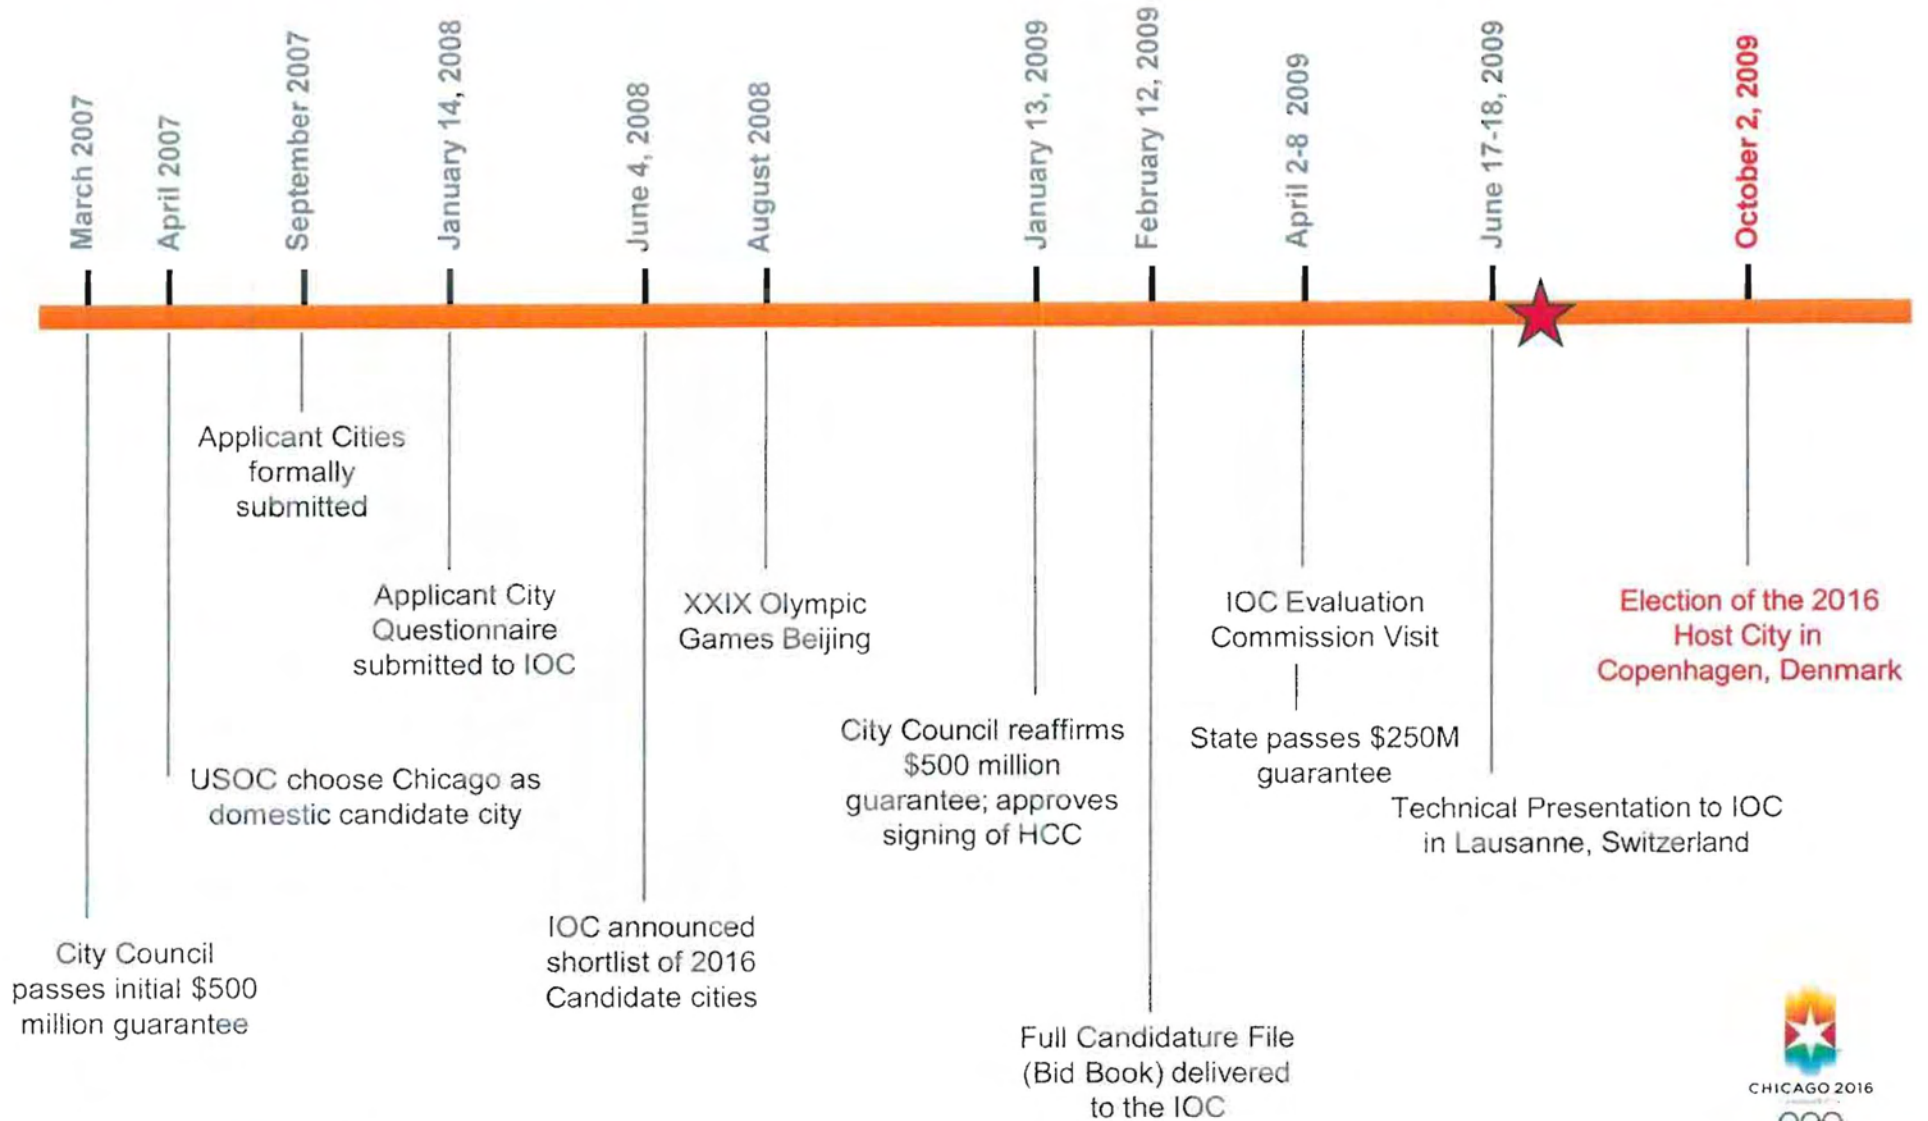 March 2007
April 2007
September 2007
January 14, 2008
June 4, 2008
August 2008
January 13, 2009
February 12, 2009
April 2-8 2009
June 17-18, 2009
October 2, 2009
Applicant Cities
formally
submitted
Applicant City
Questionnaire
submitted to IOC
XXIX Olympic
Games Beijing
IOC Evaluation
Commission Visit
Election of the 2016
Host City in
Copenhagen, Denmark
City Council reaffirms
$500 million
guarantee; approves
signing of HCC
State passes $250M
guarantee
USOC choose Chicago as
domestic candidate city
Technical Presentation to IOC
in Lausanne, Switzerland
City Council
passes initial $500
million guarantee
IOC announced
shortlist of 2016
Candidate cities
Full Candidature File
(Bid Book) delivered
to the IOC
CHICAGO 2016